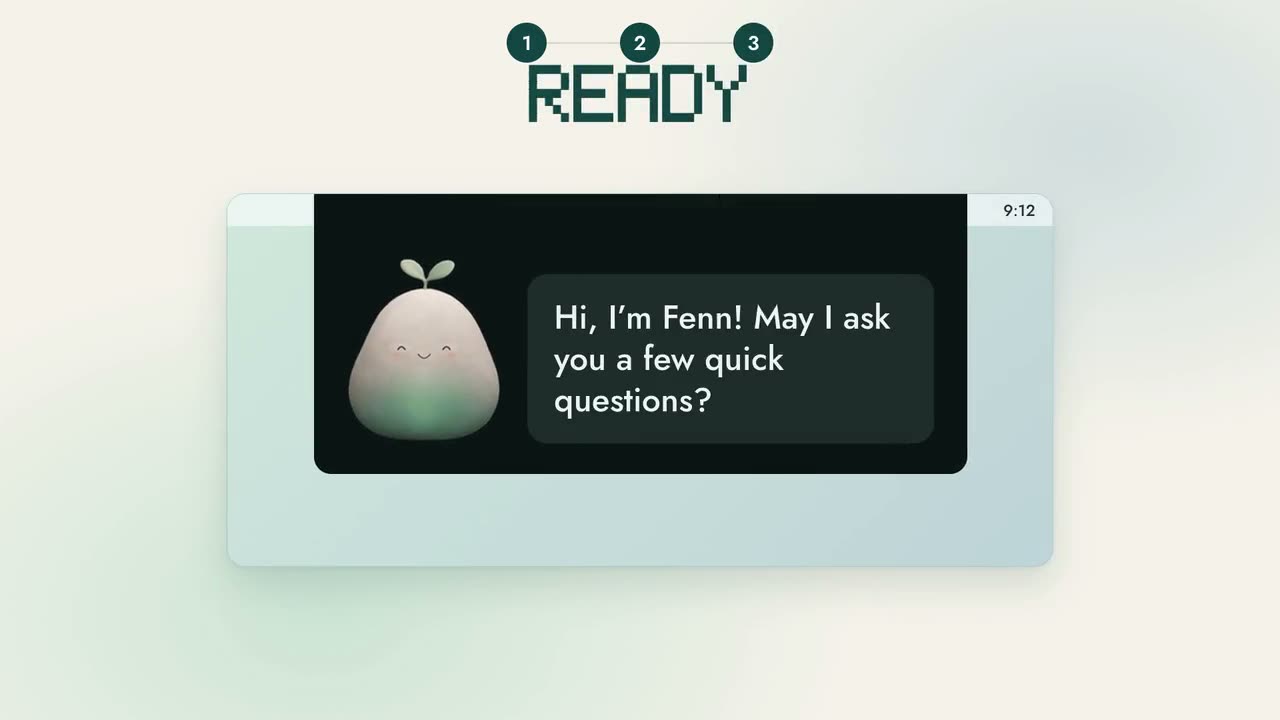 1 2 3
READY
9:12
Hi, I’m Fenn! May I ask
you a few quick
questions?